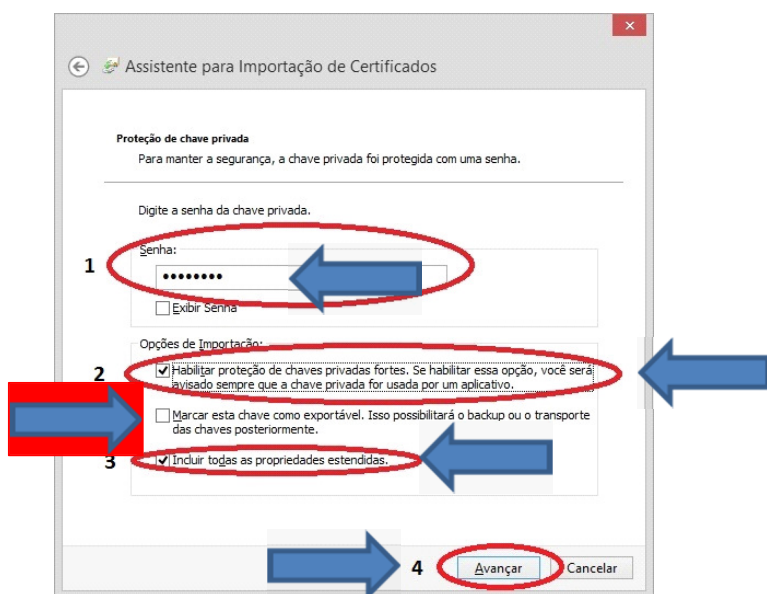 Assistente para Importação de Certificados
Proteção de chave privada
Para manter a segurança, a chave privada foi protegida com uma senha.
Digite a senha da chave privada.
1
Senha:
••••••••
Exibir Senha
Opções de Importação:
2
Habilitar proteção de chaves privadas fortes. Se habilitar essa opção, você será
avisado sempre que a chave privada for usada por um aplicativo.
Marcar esta chave como exportável. Isso possibilitará o backup ou o transporte
das chaves posteriormente.
3
Incluir todas as propriedades estendidas.
4
Avançar
Cancelar